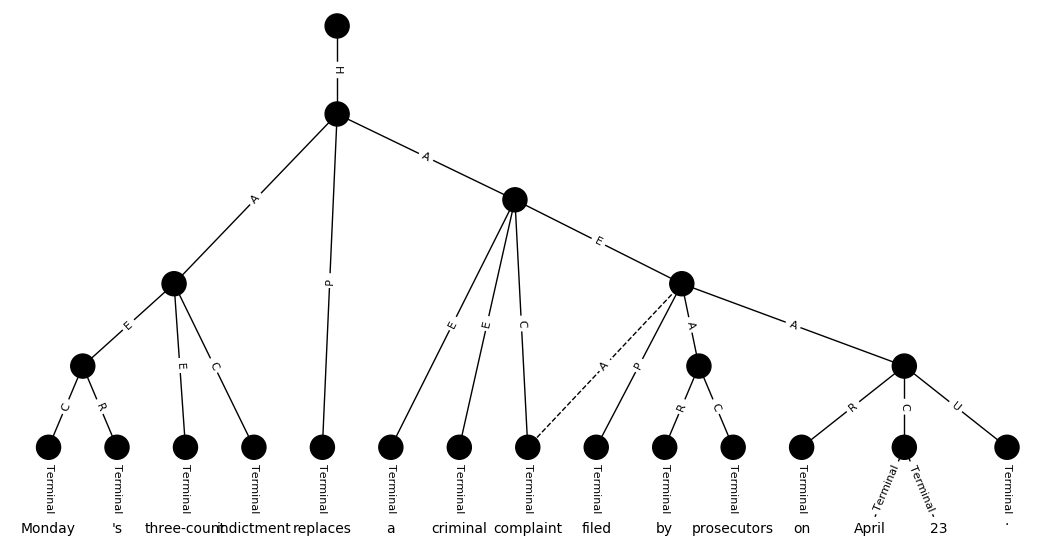 H
A
A
A E
P
E E E E C A A
E C A P
C R R C R C U
Terminal Terminal Terminal Terminal Terminal Terminal Terminal Terminal Terminal Terminal Terminal Terminal Terminal Terminal Terminal
Monday 's three-count indictment replaces a criminal complaint filed by prosecutors on April 23 .